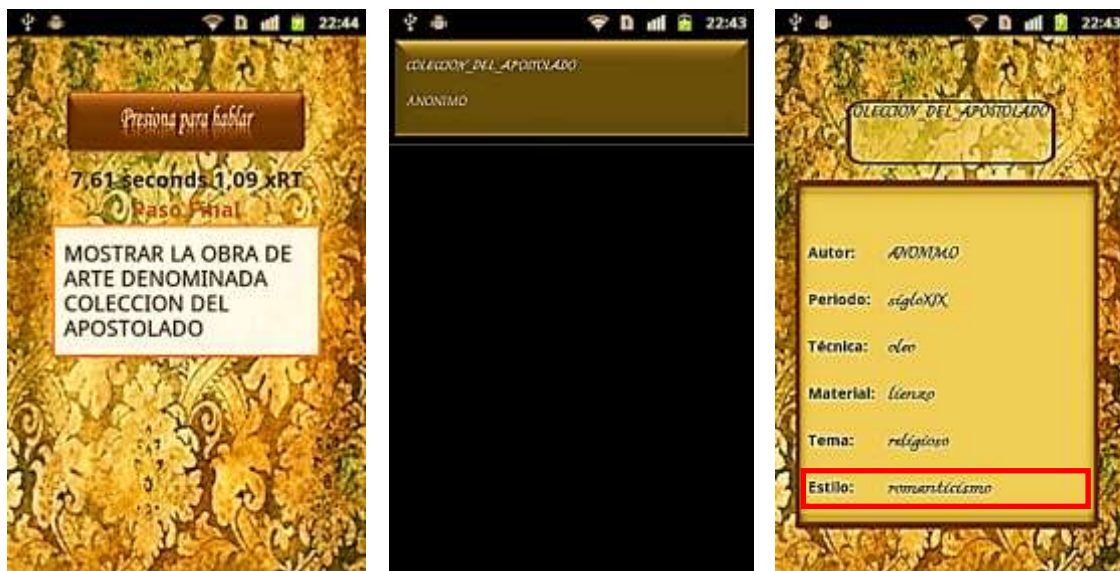 22:44
Presiona para hablar
7,61 seconds 1,09 xRT
Paso Final
MOSTRAR LA OBRA DE
ARTE DENOMINADA
COLECCION DEL
APOSTOLADO
22:43
COLECCION_DEL_APOSTOLADO
ANONIMO
22:43
OLECCION_DEL_APOSTOLADO
Autor: ANONIMO
Periodo: sigloXIX
Técnica: oleo
Material: lienzo
Tema: religioso
Estilo: romanticismo